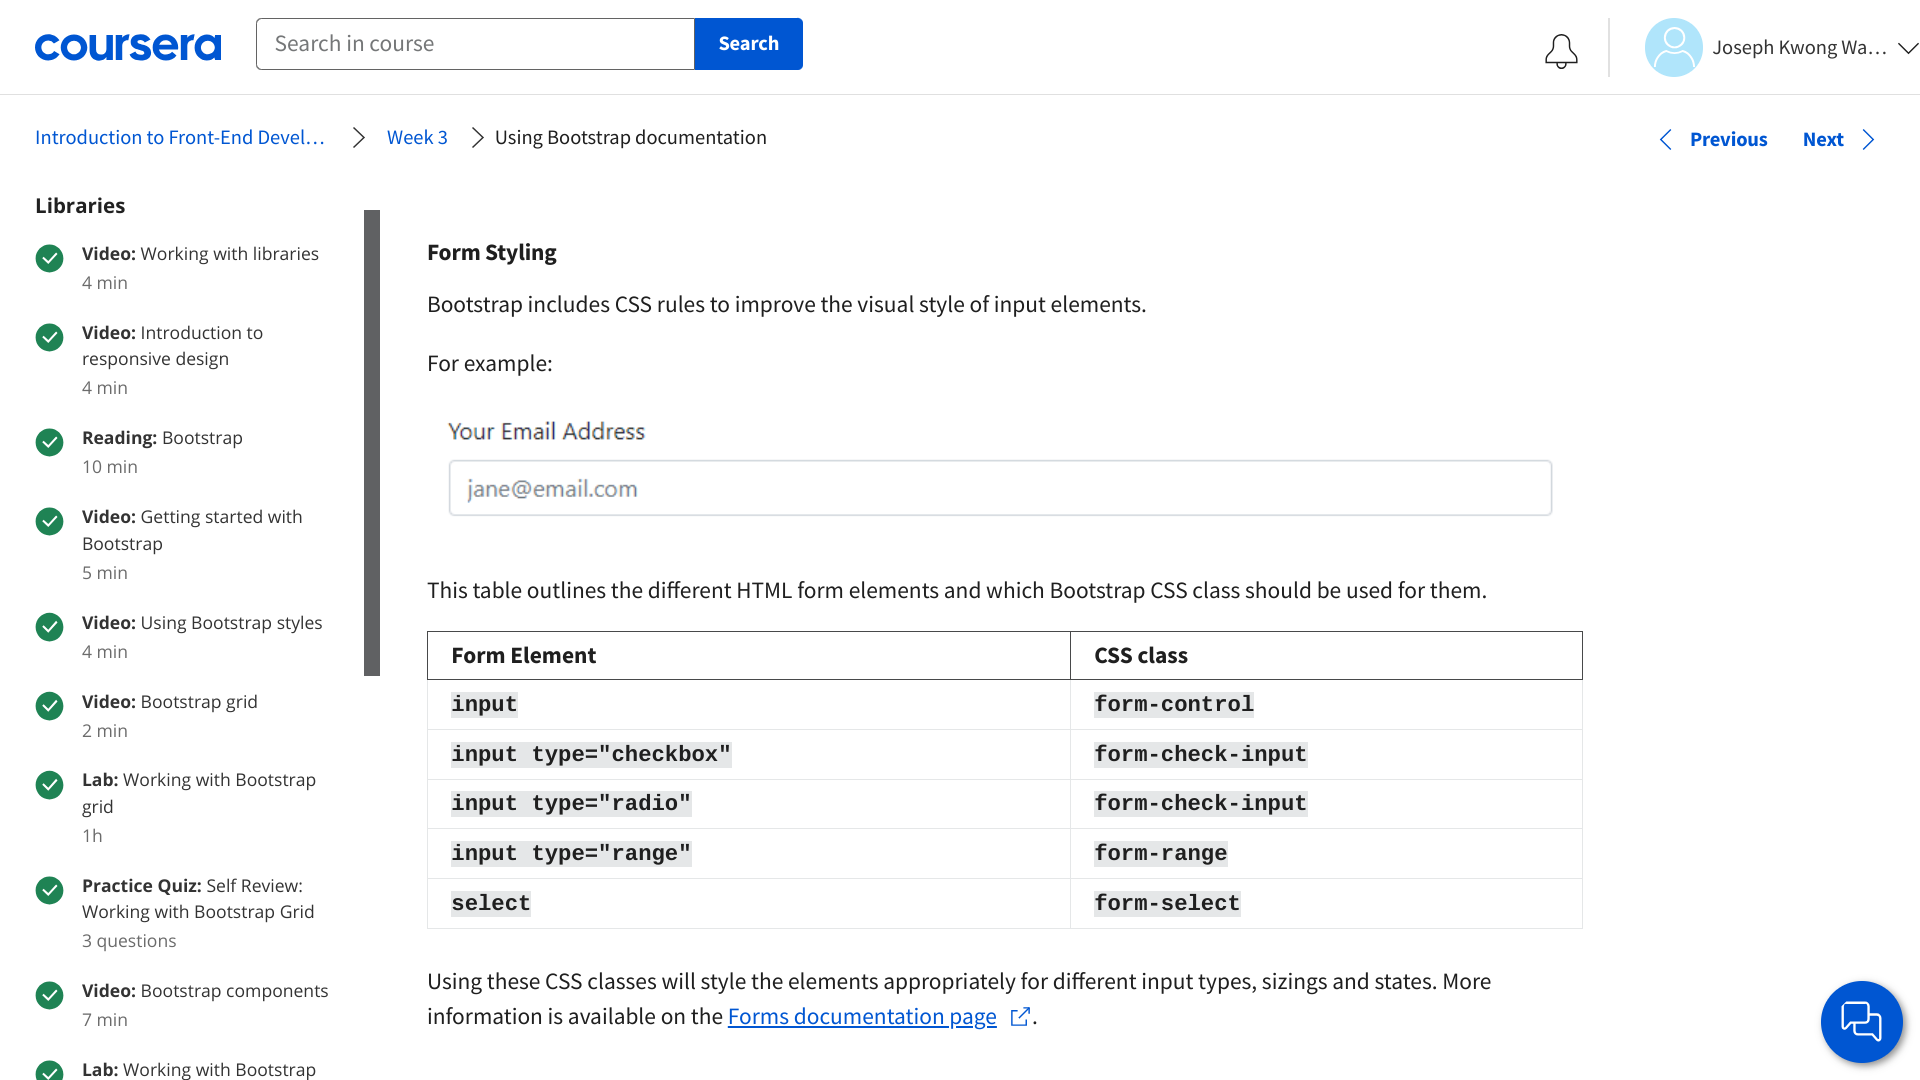 coursera
Search in course
Search
Joseph Kwong Wa...
Introduction to Front-End Devel...
Week 3
Using Bootstrap documentation
Previous
Next
Libraries
Video: Working with libraries
4 min
Video: Introduction to
responsive design
4 min
Reading: Bootstrap
10 min
Video: Getting started with
Bootstrap
5 min
Video: Using Bootstrap styles
4 min
Video: Bootstrap grid
2 min
Lab: Working with Bootstrap
grid
1h
Practice Quiz: Self Review:
Working with Bootstrap Grid
3 questions
Video: Bootstrap components
7 min
Lab: Working with Bootstrap
Form Styling
Bootstrap includes CSS rules to improve the visual style of input elements.
For example:
Your Email Address
jane@email.com
This table outlines the different HTML form elements and which Bootstrap CSS class should be used for them.
Form Element CSS class
input form-control
input type="checkbox" form-check-input
input type="radio" form-check-input
input type="range" form-range
select form-select
Using these CSS classes will style the elements appropriately for different input types, sizings and states. More
information is available on the Forms documentation page.